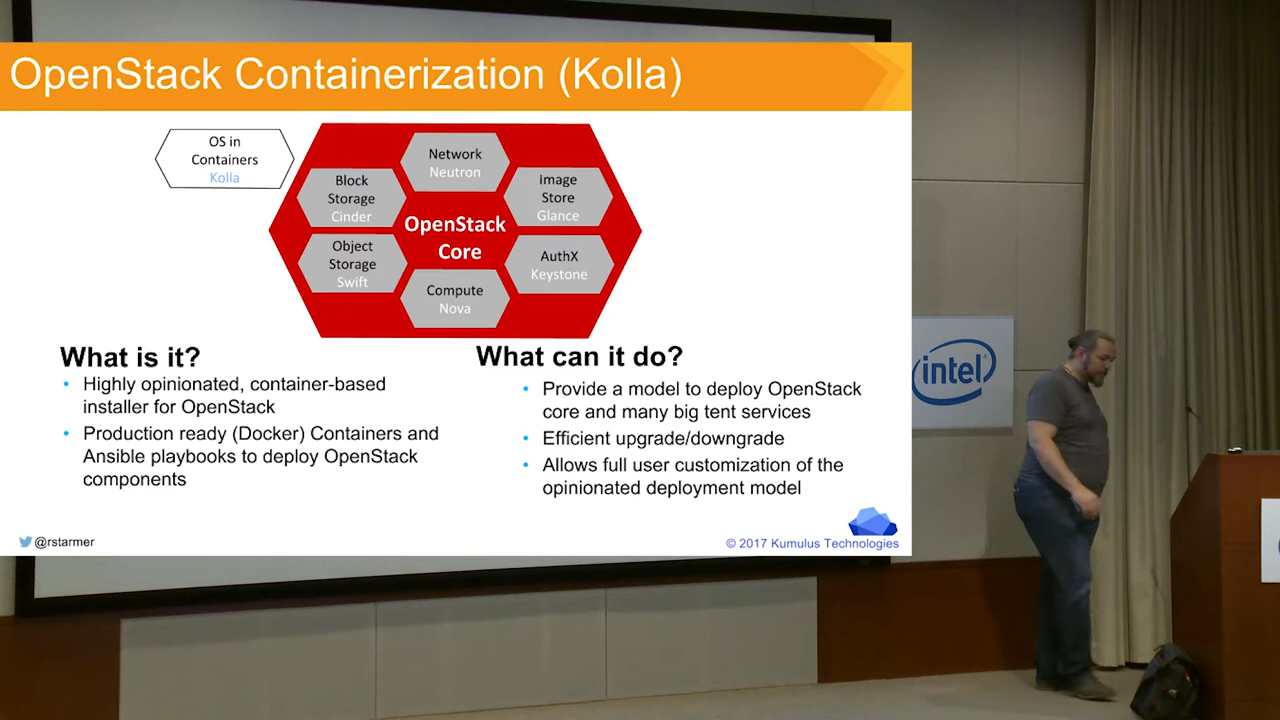 OpenStack Containerization (Kolla)
OS in
Containers
Kolla
Network
Neutron
Block
Storage
Cinder
Image
Store
Glance
OpenStack
Core
Object
Storage
Swift
AuthX
Keystone
Compute
Nova
What is it?
• Highly opinionated, container-based
installer for OpenStack
• Production ready (Docker) Containers and
Ansible playbooks to deploy OpenStack
components
What can it do?
• Provide a model to deploy OpenStack
core and many big tent services
• Efficient upgrade/downgrade
• Allows full user customization of the
opinionated deployment model
@rstarmer
© 2017 Kumulus Technologies
intel